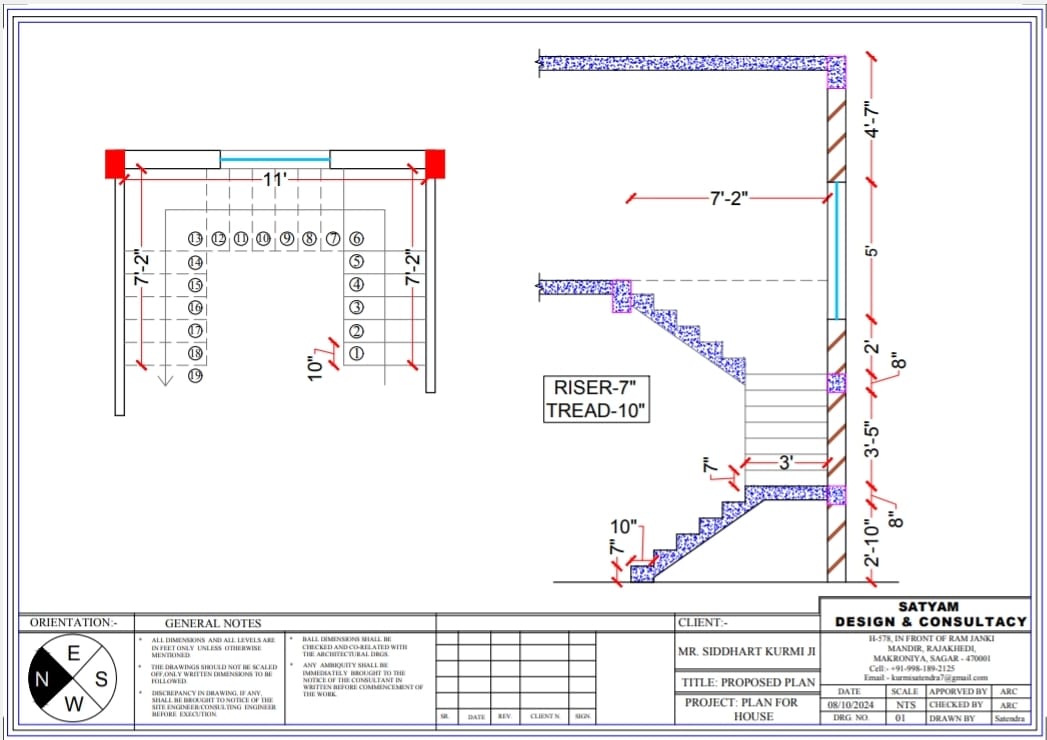 11'
7'-2"
7'-2"
⑬ ⑫ ⑪ ⑩ ⑨ ⑧ ⑦ ⑥
⑭ ⑤
⑮ ④
⑯ ③
⑰ ②
⑱ ①
⑲
10"
4'-7"
7'-2"
5'
2'
8"
RISER-7"
TREAD-10"
3'-5"
3'
7"
8"
10"
7"
2'-10"
ORIENTATION:-
E
N
S
W
GENERAL NOTES
* ALL DIMENSIONS AND ALL LEVELS ARE
IN FEET ONLY UNLESS OTHERWISE
MENTIONED.
* THE DRAWINGS SHOULD NOT BE SCALED
OFF,ONLY WRITTEN DIMENSIONS TO BE
FOLLOWED.
* DISCREPANCY IN DRAWING, IF ANY,
SHALL BE BROUGHT TO NOTICE OF THE
SITE ENGINEER/CONSULTING ENGINEER
BEFORE EXECUTION.
* BALL DIMENSIONS SHALL BE
CHECKED AND CO-RELATED WITH
THE ARCHITECTURAL DRGS.
* ANY AMBIQUITY SHALL BE
IMMEDIATELY BROUGHT TO THE
NOTICE OF THE CONSULTANT IN
WRITTEN BEFORE COMMENCEMENT OF
THE WORK.
SR. DATE REV. CLIENT N. SIGN.
CLIENT:-
MR. SIDDHART KURMI JI
TITLE: PROPOSED PLAN
PROJECT: PLAN FOR
HOUSE
SATYAM
DESIGN & CONSULTACY
H-578, IN FRONT OF RAM JANKI
MANDIR, RAJAKHEDI,
MAKRONIYA, SAGAR - 470001
Cell:- +91-998-189-2125
Email - kurmisatendra7@gmail.com
DATE SCALE APPORVED BY ARC
08/10/2024 NTS CHECKED BY ARC
DRG. NO. 01 DRAWN BY Satendra